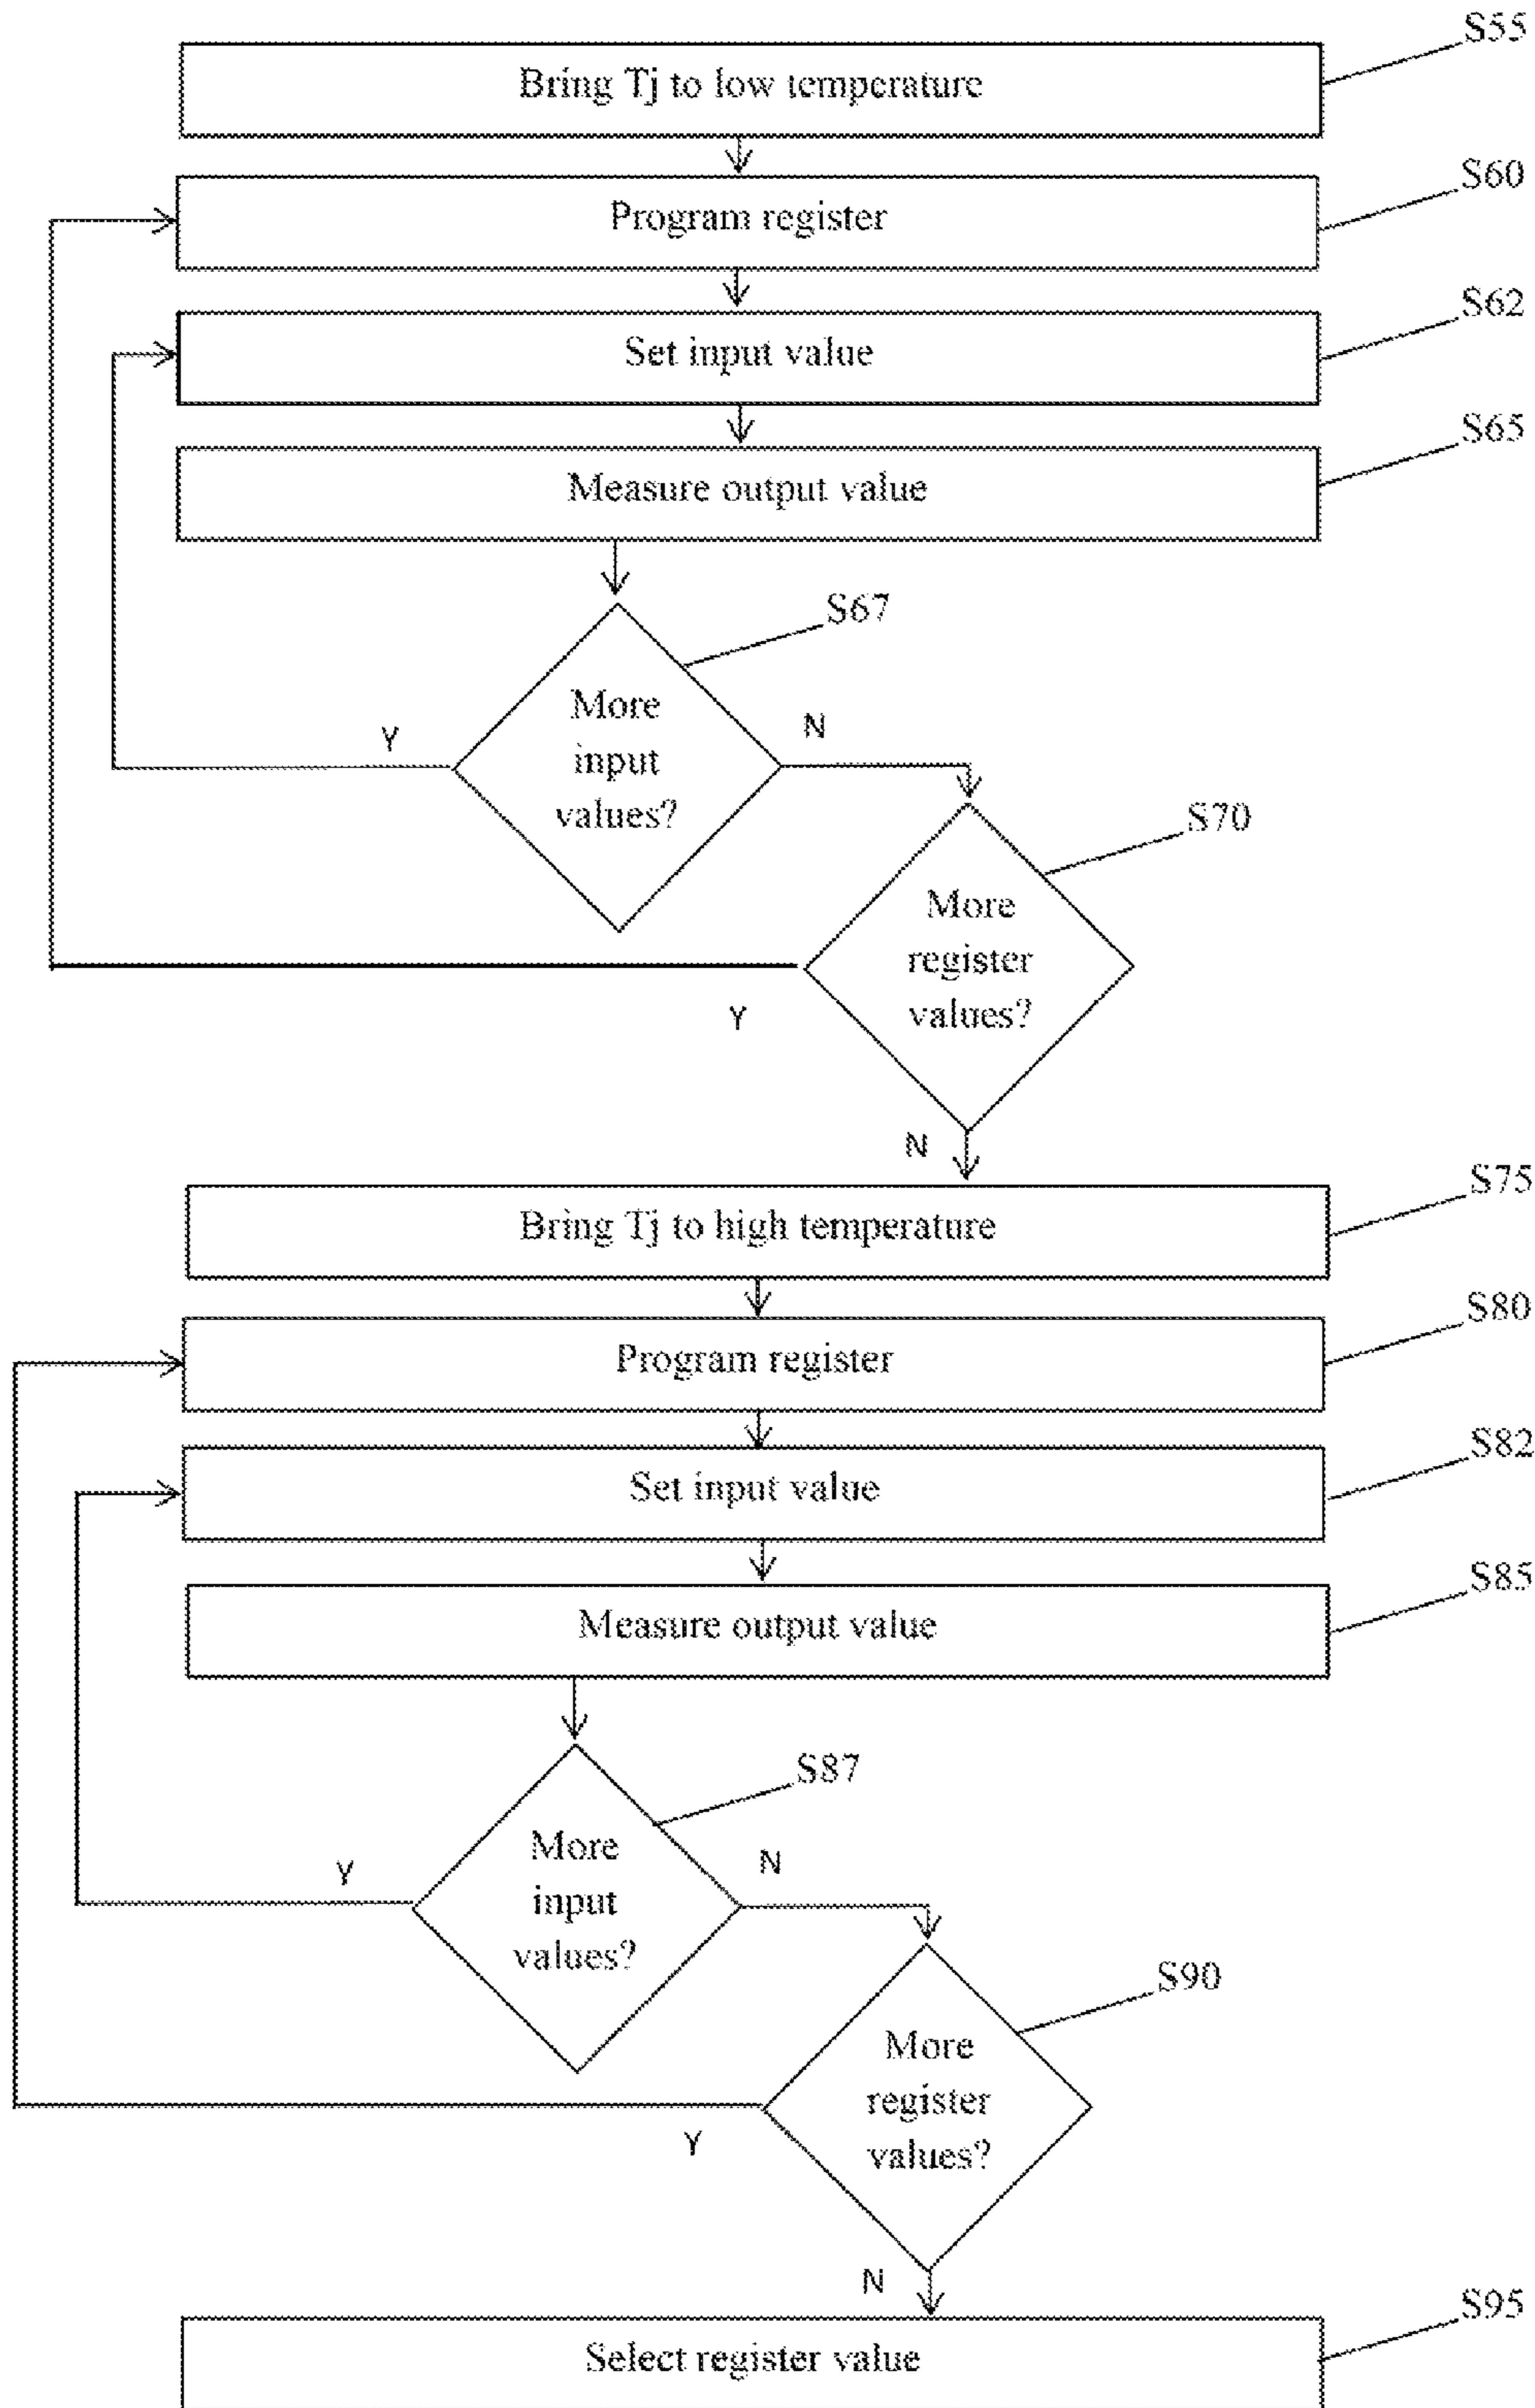 S55
Bring Tj to low temperature
S60
Program register
S62
Set input value
S65
Measure output value
S67
More
input
values?
Y
N
S70
More
register
values?
Y
N
S75
Bring Tj to high temperature
S80
Program register
S82
Set input value
S85
Measure output value
S87
More
input
values?
Y
N
S90
More
register
values?
Y
N
S95
Select register value